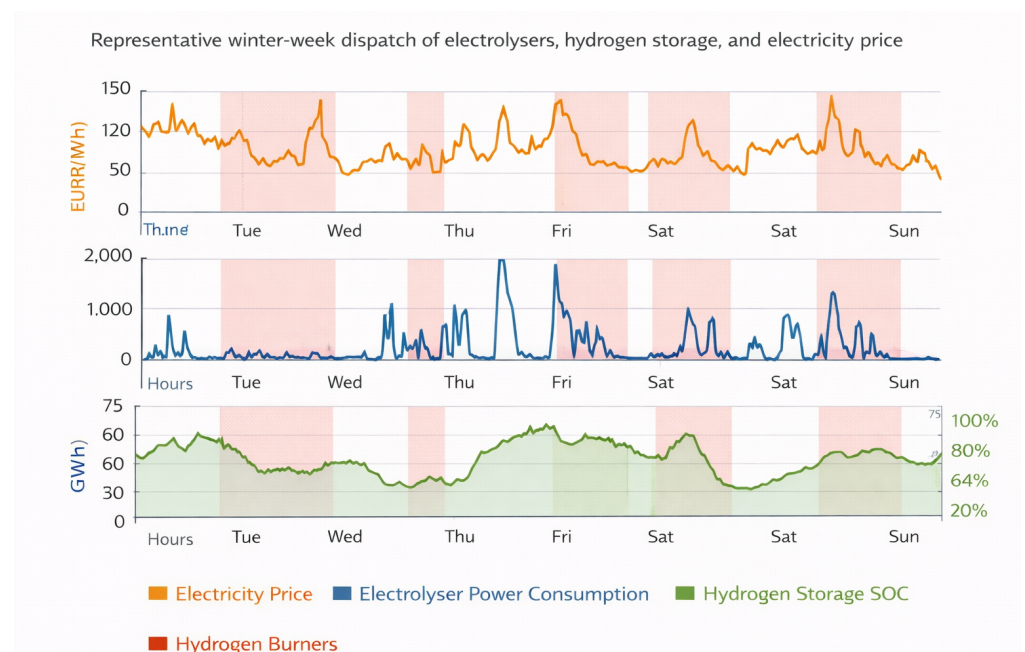 Representative winter-week dispatch of electrolysers, hydrogen storage, and electricity price
EURR/Wh)
150
120
50
0
Th.ıne Tue Wed Thu Fri Sat Sat Sun
2,000
1.000
0
Hours Tue Wed Thu Fri Sat Sat Sun
GWh)
75
60
60
30
0
75
100%
80%
64%
20%
Hours Tue Wed Thu Fri Sat Sat Sun
Electricity Price Electrolyser Power Consumption Hydrogen Storage SOC
Hydrogen Burners